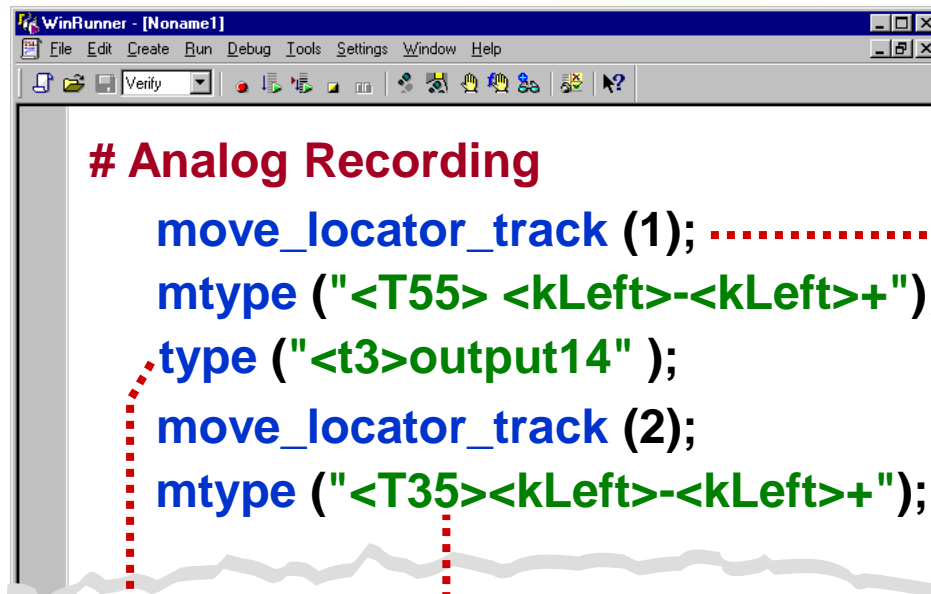 WinRunner - [Noname1]
File Edit Create Run Debug Tools Settings Window Help
Verify
# Analog Recording
move_locator_track (1);
mtype ("<T55> <kLeft>-<kLeft>+")
type ("<t3>output14" );
move_locator_track (2);
mtype ("<T35><kLeft>-<kLeft>+");